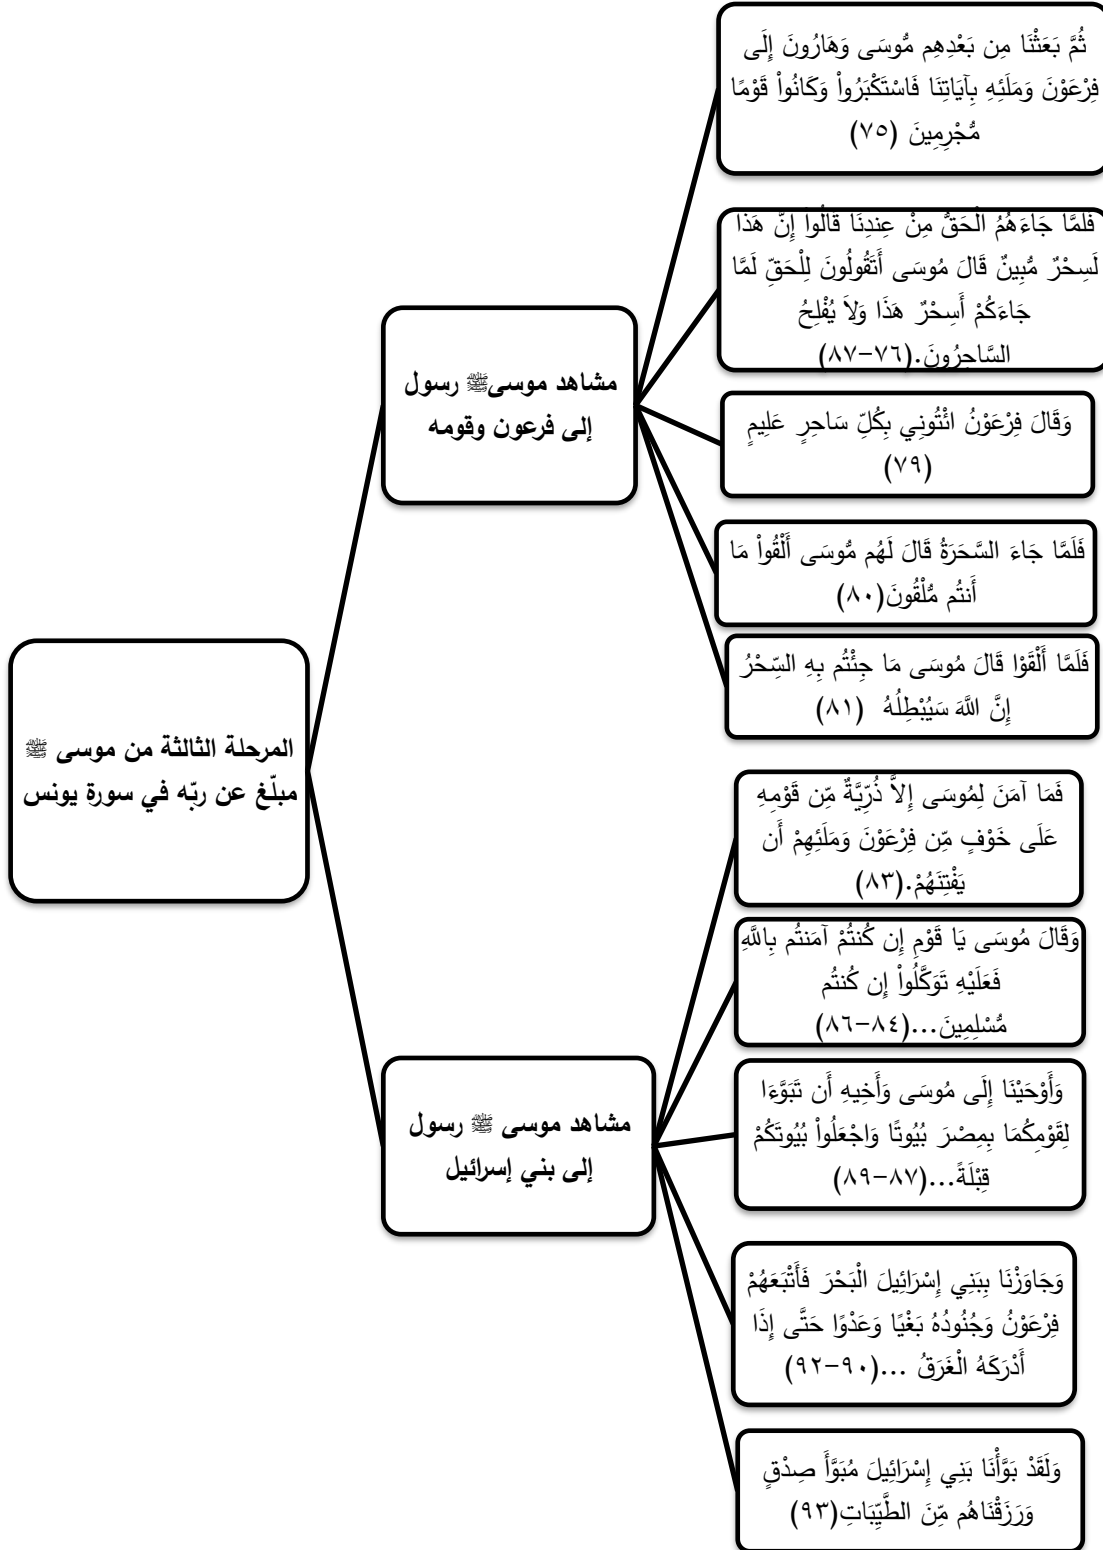 المرحلة الثالثة من موسى ﷺ
مبلّغ عن ربّه في سورة يونس
مشاهد موسىﷺ رسول
إلى فرعون وقومه
ثُمَّ بَعَثْنَا مِن بَعْدِهِم مُّوسَى وَهَارُونَ إِلَى
فِرْعَوْنَ وَمَلَئِهِ بِآيَاتِنَا فَاسْتَكْبَرُواْ وَكَانُواْ قَوْمًا
مُّجْرِمِينَ (٧٥)
فَلَمَّا جَاءَهُمُ الْحَقُّ مِنْ عِندِنَا قَالُواْ إِنَّ هَذَا
لَسِحْرٌ مُّبِينٌ قَالَ مُوسَى أَتَقُولُونَ لِلْحَقِّ لَمَّا
جَاءَكُمْ أَسِحْرٌ هَذَا وَلاَ يُفْلِحُ
السَّاحِرُونَ.(٧٦-٨٧)
وَقَالَ فِرْعَوْنُ ائْتُونِي بِكُلِّ سَاحِرٍ عَلِيمٍ
(٧٩)
فَلَمَّا جَاءَ السَّحَرَةُ قَالَ لَهُم مُّوسَى أَلْقُواْ مَا
أَنتُم مُّلْقُونَ(٨٠)
فَلَمَّا أَلْقَوْا قَالَ مُوسَى مَا جِئْتُم بِهِ السِّحْرُ
إِنَّ اللَّهَ سَيُبْطِلُهُ (٨١)
مشاهد موسى ﷺ رسول
إلى بني إسرائيل
فَمَا آمَنَ لِمُوسَى إِلاَّ ذُرِّيَّةٌ مِّن قَوْمِهِ
عَلَى خَوْفٍ مِّن فِرْعَوْنَ وَمَلَئِهِمْ أَن
يَفْتِنَهُمْ.(٨٣)
وَقَالَ مُوسَى يَا قَوْمِ إِن كُنتُمْ آمَنتُم بِاللَّهِ
فَعَلَيْهِ تَوَكَّلُواْ إِن كُنتُم
مُّسْلِمِينَ...(٨٤-٨٦)
وَأَوْحَيْنَا إِلَى مُوسَى وَأَخِيهِ أَن تَبَوَّءَا
لِقَوْمِكُمَا بِمِصْرَ بُيُوتًا وَاجْعَلُواْ بُيُوتَكُمْ
قِبْلَةً...(٨٧-٨٩)
وَجَاوَزْنَا بِبَنِي إِسْرَائِيلَ الْبَحْرَ فَأَتْبَعَهُمْ
فِرْعَوْنُ وَجُنُودُهُ بَغْيًا وَعَدْوًا حَتَّى إِذَا
أَدْرَكَهُ الْغَرَقُ ...(٩٠-٩٢)
وَلَقَدْ بَوَّأْنَا بَنِي إِسْرَائِيلَ مُبَوَّأَ صِدْقٍ
وَرَزَقْنَاهُم مِّنَ الطَّيِّبَاتِ(٩٣)